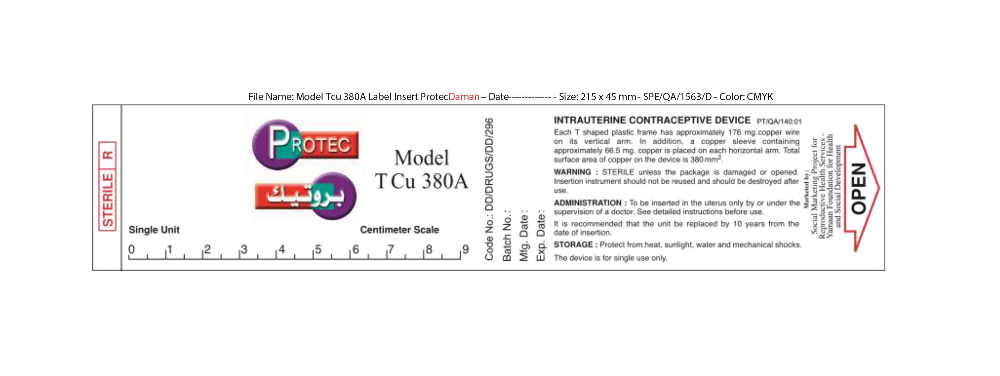 File Name: Model Tcu 380A Label Insert ProtecDaman – Date------------- - Size: 215 x 45 mm - SPE/QA/1563/D - Color: CMYK
STERILE R
PROTEC
بروتيك
Model
T Cu 380A
Single Unit
Centimeter Scale
0 1 2 3 4 5 6 7 8 9
Code No.: DD/DRUGS/DD/296
Batch No. :
Mfg. Date :
Exp. Date :
INTRAUTERINE CONTRACEPTIVE DEVICE PT/QA/140:01
Each T shaped plastic frame has approximately 176 mg. copper wire
on its vertical arm. In addition, a copper sleeve containing
approximately 66.5 mg. copper is placed on each horizontal arm. Total
surface area of copper on the device is 380 mm².
WARNING : STERILE unless the package is damaged or opened.
Insertion instrument should not be reused and should be destroyed after
use.
ADMINISTRATION : To be inserted in the uterus only by or under the
supervision of a doctor. See detailed instructions before use.
It is recommended that the unit be replaced by 10 years from the
date of insertion.
STORAGE : Protect from heat, sunlight, water and mechanical shocks.
The device is for single use only.
Marketed by :
Social Marketing Project for
Reproductive Health Services -
Yamaan Foundation for Health
and Social Development
OPEN